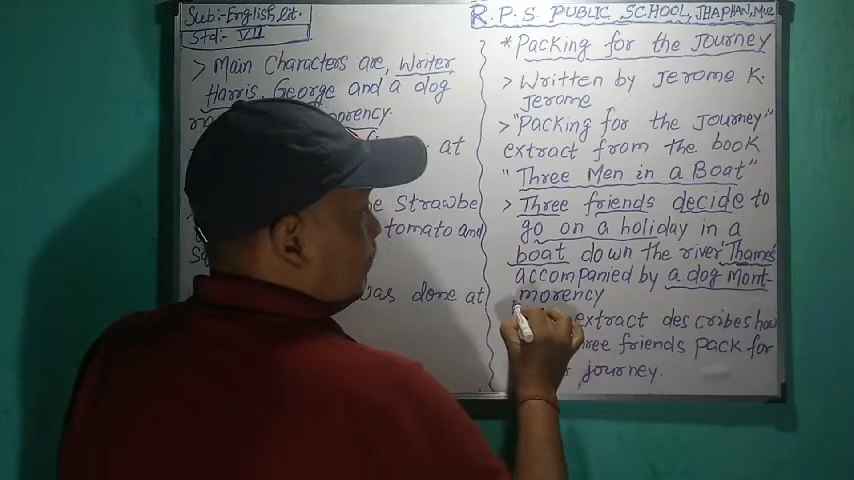 Sub:- English Lit.
Std:- VII
> Main characters are, Writer
Harris, George and a dog
at
Strawbe
tomato and
was done at
R. P. S PUBLIC SCHOOL, JHAPHAN, Muz
* Packing for the Journey
> Written by Jerome K.
Jerome
> "Packing for the Journey"
extract from the book
"Three Men in a Boat"
> Three friends decide to
go on a holiday in a
boat down the river Thames
accompanied by a dog Mont-
morency
extract describes how
three friends pack for
journey.